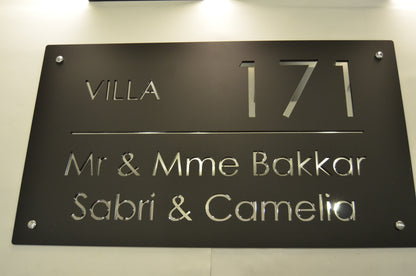 VILLA 171
Mr & Mme Bakkar
Sabri & Camelia